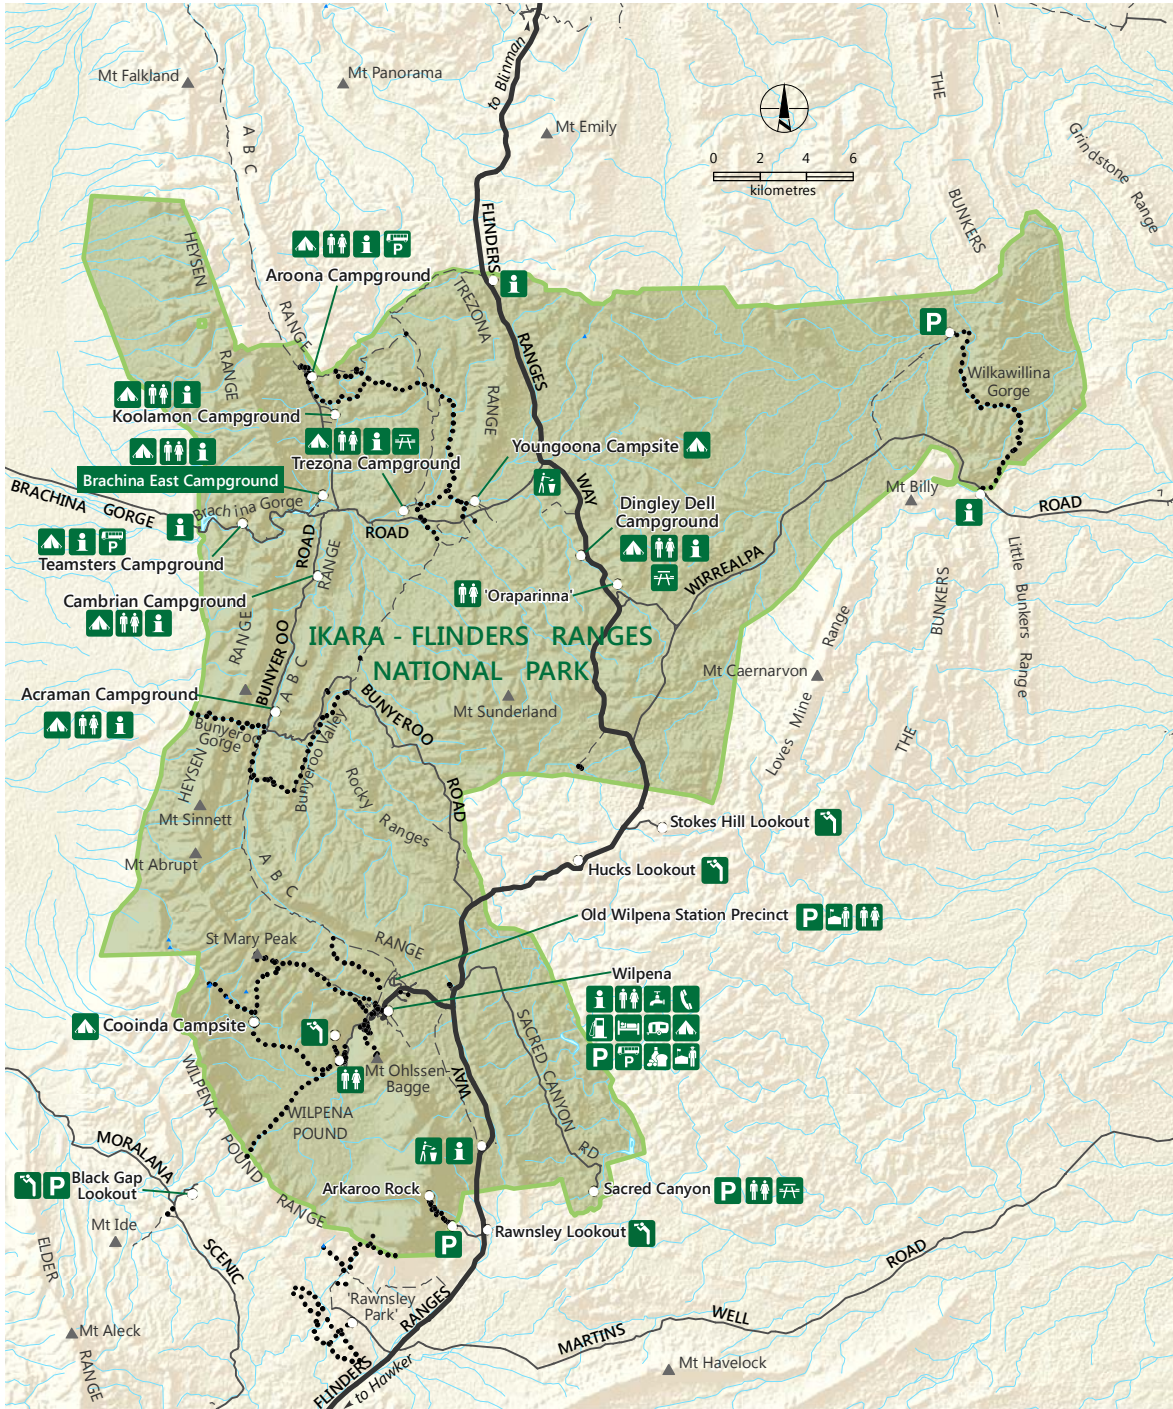 to Blinman
Mt Falkland
Mt Panorama
Mt Emily
A B C
THE
Grindstone Range
0 2 4 6
kilometres
BUNKERS
HEYSEN
FLINDERS
P
Aroona Campground
i
TREZONA
RANGE
RANGES
P
RANGE
Wilkawillina
Gorge
RANGE
Koolamon Campground
Youngoona Campsite
Trezona Campground
Brachina East Campground
BRACHINA GORGE
Brachina Gorge
WAY
Dingley Dell
Campground
Mt Billy
ROAD
ROAD
P
Teamsters Campground
ROAD
RANGE
WIRREALPA
Little Bunkers Range
BUNKERS
'Oraparinna'
Cambrian Campground
RANGE
IKARA - FLINDERS RANGES
NATIONAL PARK
Loves Mine Range
Mt Caernarvon
BUNYEROO
A B C
Acraman Campground
Mt Sunderland
BUNYEROO
Bunyeroo
Gorge
Bunyeroo Valley
THE
HEYSEN
Rocky Ranges
ROAD
Mt Sinnett
Stokes Hill Lookout
Mt Abrupt
A B C
Hucks Lookout
Old Wilpena Station Precinct
P
St Mary Peak
RANGE
Wilpena
Cooinda Campsite
SACRED CANYON RD
P
P
Mt Ohlssen-
Bagge
WAY
WILPENA
POUND
WILPENA POUND RANGE
MORALANA
P
Black Gap
Lookout
Arkaroo Rock
Sacred Canyon
P
Mt Ide
P
Rawnsley Lookout
ELDER
SCENIC
ROAD
'Rawnsley
Park'
RANGES
WELL
MARTINS
Mt Aleck
RANGE
Mt Havelock
FLINDERS
to Hawker